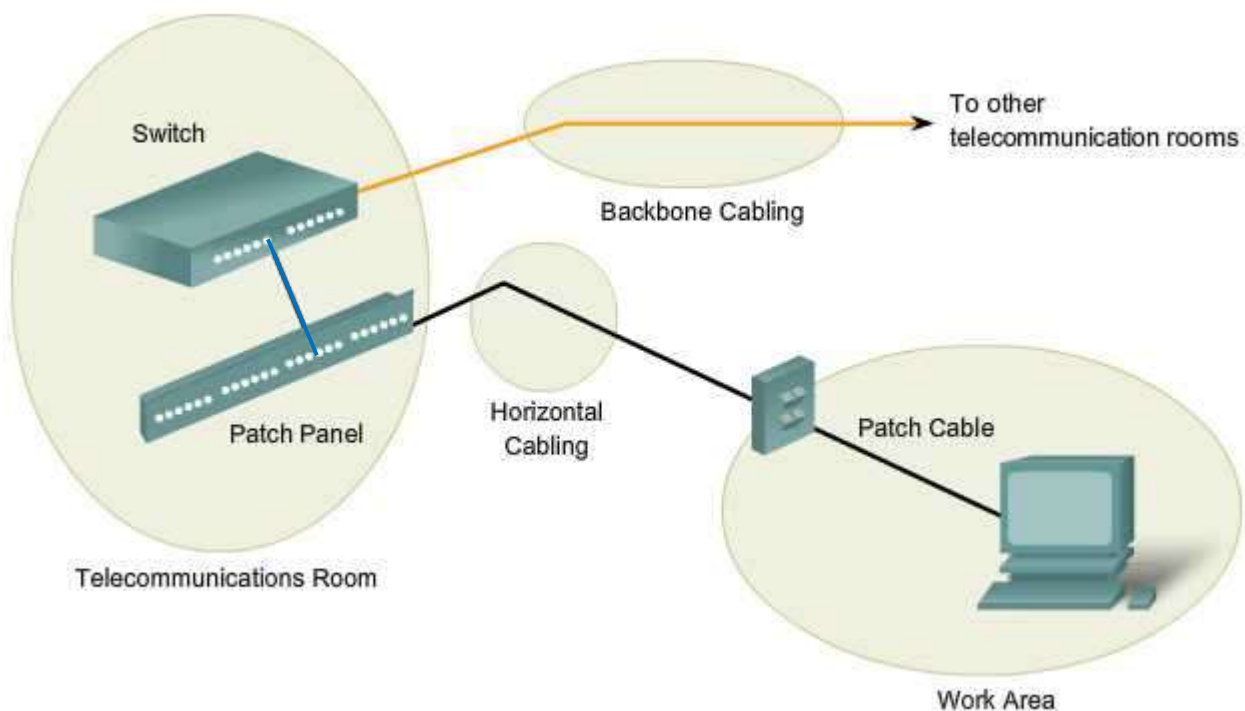 Switch
To other
telecommunication rooms
Backbone Cabling
Patch Panel
Horizontal
Cabling
Patch Cable
Telecommunications Room
Work Area